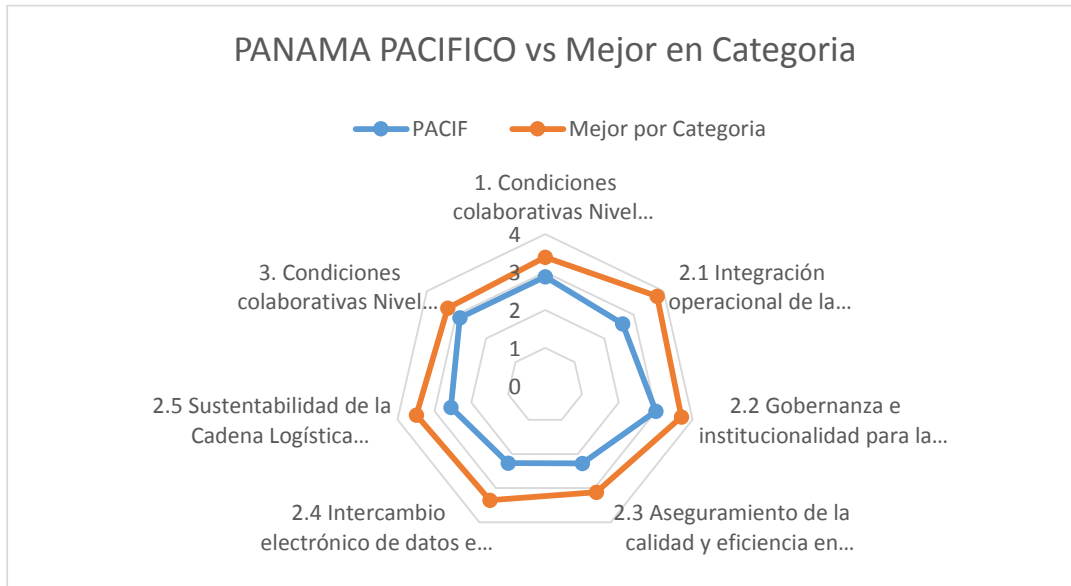 PANAMA PACIFICO vs Mejor en Categoria
PACIF
Mejor por Categoria
1. Condiciones
colaborativas Nivel...
2.1 Integración
operacional de la...
2.2 Gobernanza e
institucionalidad para la...
2.3 Aseguramiento de la
calidad y eficiencia en...
2.4 Intercambio
electrónico de datos e...
2.5 Sustentabilidad de la
Cadena Logística...
3. Condiciones
colaborativas Nivel...
4
3
2
1
0